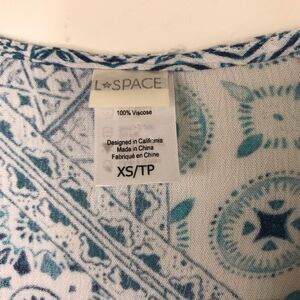 L☆SPACE
100% Viscose
Designed in California
Made in China
Fabriqué en Chine
XS/TP